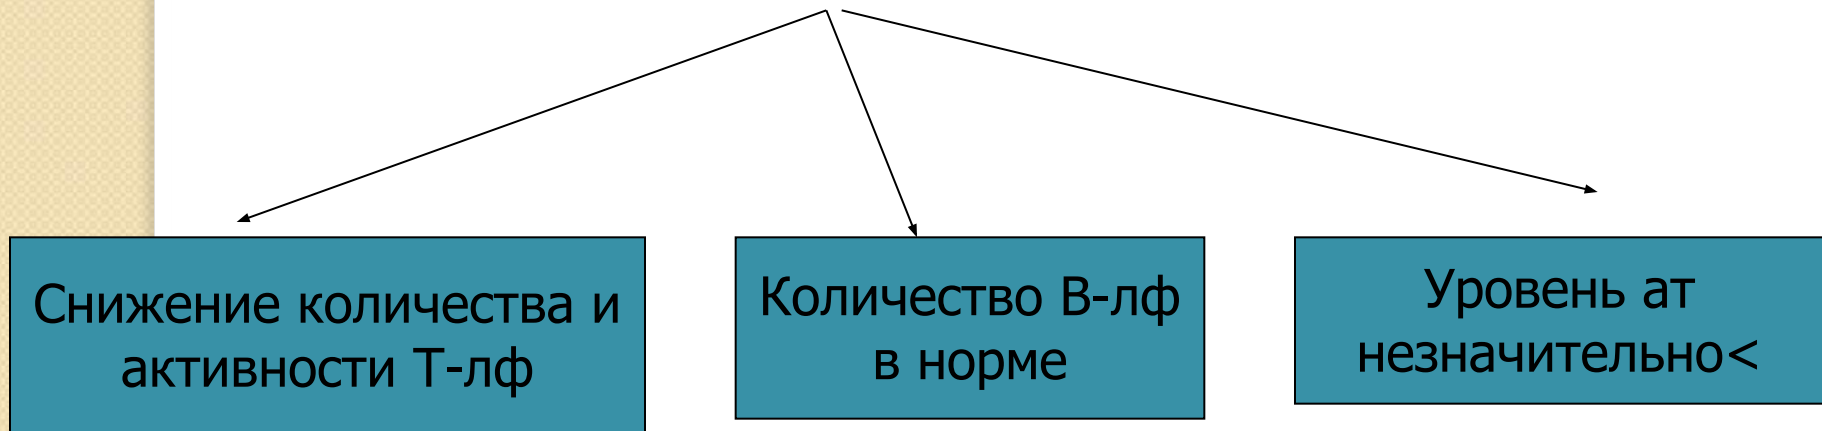 Снижение количества и
активности Т-лф
Количество В-лф
в норме
Уровень ат
незначительно<